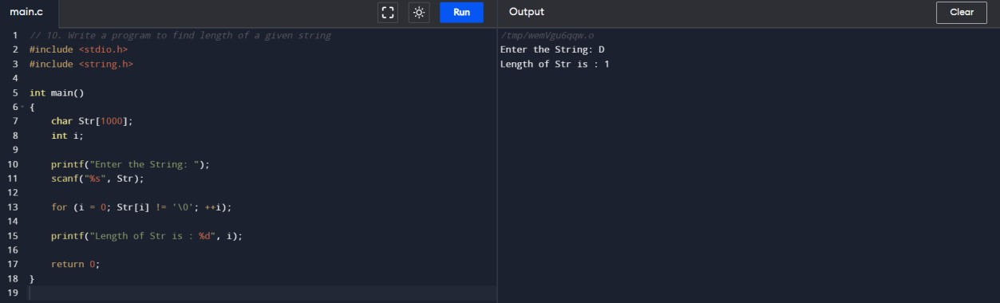 main.c
Run
Output
Clear
1 // 10. Write a program to find length of a given string
2 #include <stdio.h>
3 #include <string.h>
4
5 int main()
6 {
7     char Str[1000];
8     int i;
9
10     printf("Enter the String: ");
11     scanf("%s", Str);
12
13     for (i = 0; Str[i] != '\0'; ++i);
14
15     printf("Length of Str is : %d", i);
16
17     return 0;
18 }
19
/tmp/wemVgu6qqw.o
Enter the String: D
Length of Str is : 1